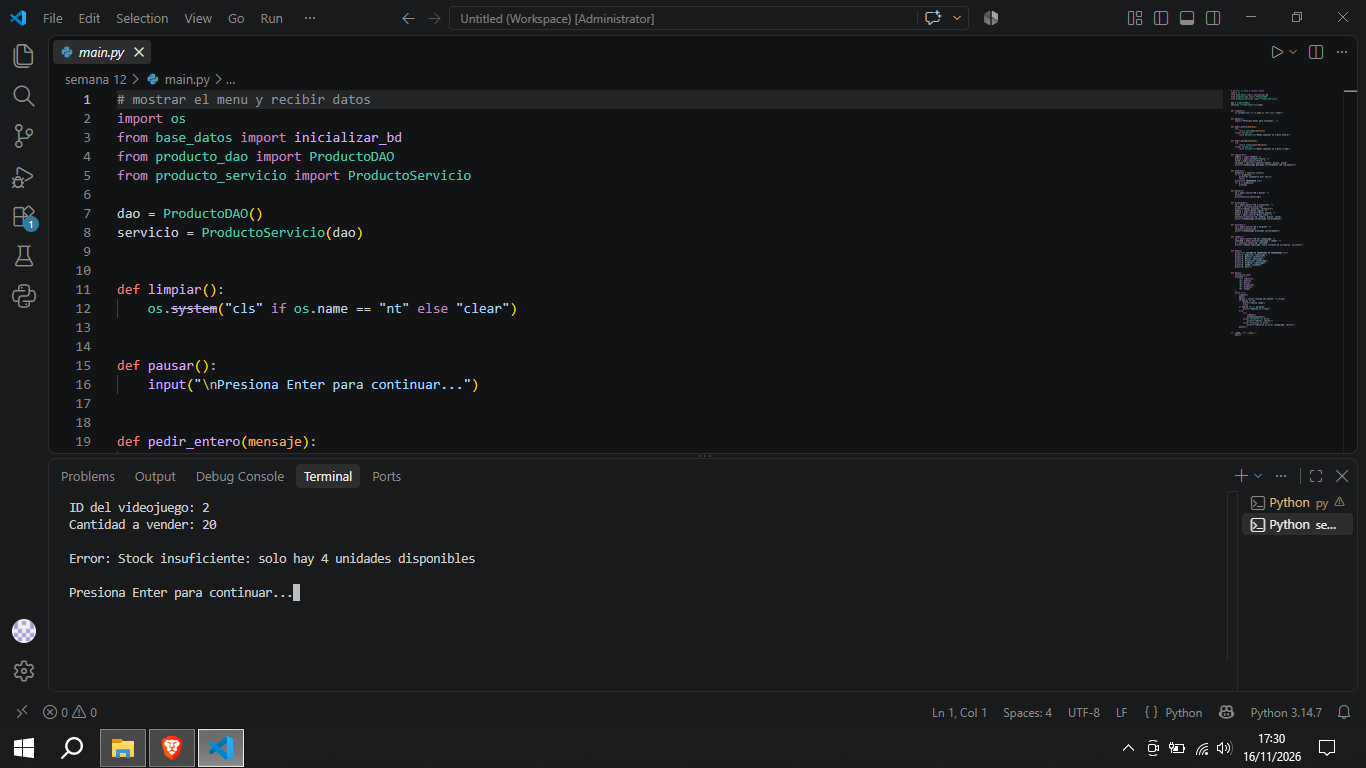 File Edit Selection View Go Run ···
Untitled (Workspace) [Administrator]
main.py
semana 12 > main.py > ...
1 # mostrar el menu y recibir datos
2 import os
3 from base_datos import inicializar_bd
4 from producto_dao import ProductoDAO
5 from producto_servicio import ProductoServicio
6
7 dao = ProductoDAO()
8 servicio = ProductoServicio(dao)
9
10
11 def limpiar():
12 os.system("cls" if os.name == "nt" else "clear")
13
14
15 def pausar():
16 input("\nPresiona Enter para continuar...")
17
18
19 def pedir_entero(mensaje):
Problems Output Debug Console Terminal Ports
ID del videojuego: 2
Cantidad a vender: 20
Error: Stock insuficiente: solo hay 4 unidades disponibles
Presiona Enter para continuar...
Python py
Python se...
1
0 0
Ln 1, Col 1 Spaces: 4 UTF-8 LF { } Python Python 3.14.7
17:30
16/11/2026